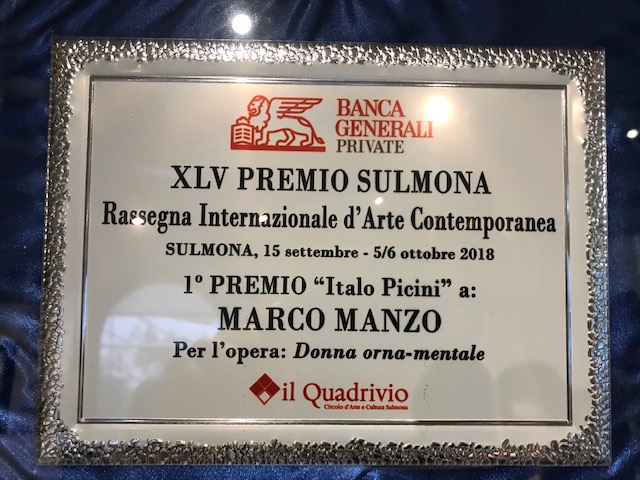 BANCA
GENERALI
PRIVATE
XLV PREMIO SULMONA
Rassegna Internazionale d'Arte Contemporanea
SULMONA, 15 settembre - 5/6 ottobre 2018
1º PREMIO “Italo Picini” a:
MARCO MANZO
Per l'opera: Donna orna-mentale
il Quadrivio
Circolo d'Arte e Cultura Sulmona